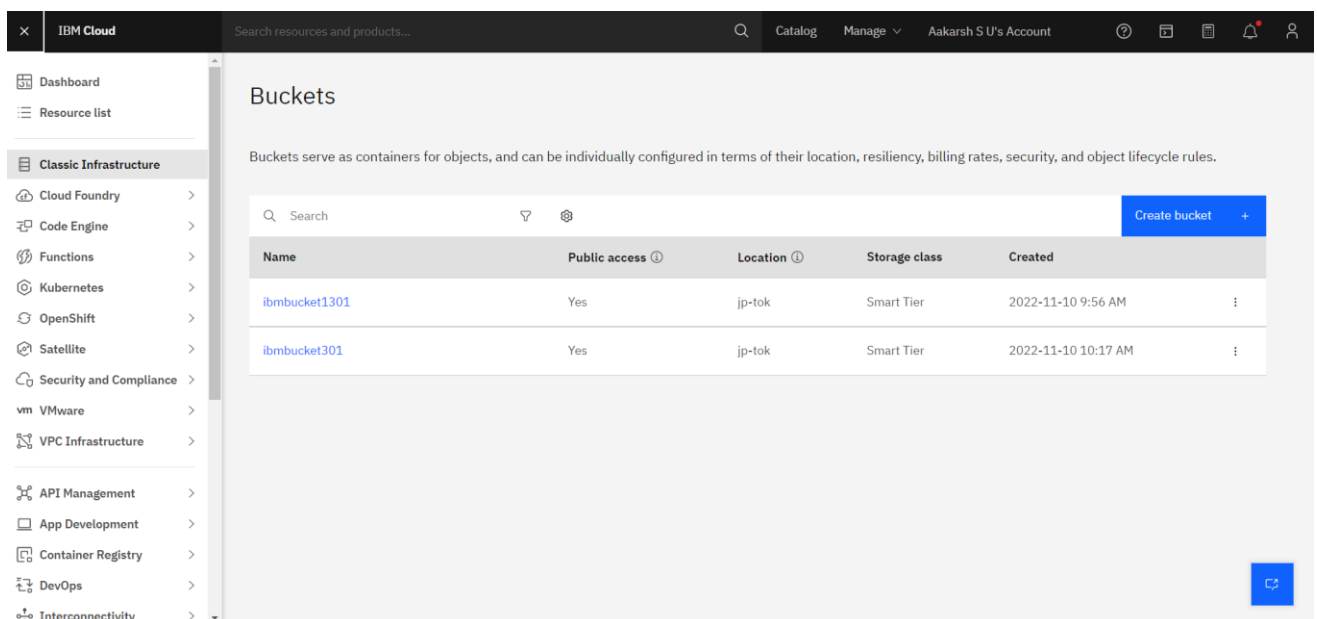 IBM Cloud
Search resources and products...
Catalog
Manage
Aakarsh S U's Account
Dashboard
Resource list
Classic Infrastructure
Cloud Foundry
Code Engine
Functions
Kubernetes
OpenShift
Satellite
Security and Compliance
vm VMware
VPC Infrastructure
API Management
App Development
Container Registry
DevOps
Interconnectivity
Buckets
Buckets serve as containers for objects, and can be individually configured in terms of their location, resiliency, billing rates, security, and object lifecycle rules.
Search
Create bucket +
Name Public access Location Storage class Created
ibmbucket1301 Yes jp-tok Smart Tier 2022-11-10 9:56 AM
ibmbucket301 Yes jp-tok Smart Tier 2022-11-10 10:17 AM